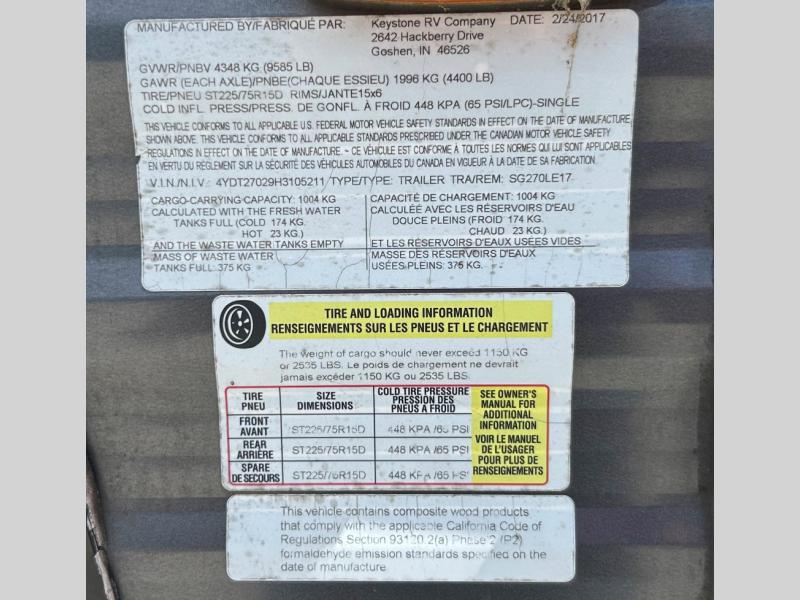 MANUFACTURED BY/FABRIQUÉ PAR: Keystone RV Company DATE: 2/24/2017
2642 Hackberry Drive
Goshen, IN 46526
GVWR/PNBV 4348 KG (9585 LB)
GAWR (EACH AXLE)/PNBE(CHAQUE ESSIEU) 1996 KG (4400 LB)
TIRE/PNEU ST225/75R15D RIMS/JANTE15x6
COLD INFL. PRESS/PRESS. DE GONFL. À FROID 448 KPA (65 PSI/LPC)-SINGLE
THIS VEHICLE CONFORMS TO ALL APPLICABLE U.S. FEDERAL MOTOR VEHICLE SAFETY STANDARDS IN EFFECT ON THE DATE OF MANUFACTURE
SHOWN ABOVE. THIS VEHICLE CONFORMS TO ALL APPLICABLE STANDARDS PRESCRIBED UNDER THE CANADIAN MOTOR VEHICLE SAFETY
REGULATIONS IN EFFECT ON THE DATE OF MANUFACTURE. ~ CE VÉHICULE EST CONFORME À TOUTES LES NORMES QUI LUI SONT APPLICABLES
EN VERTU DU RÈGLEMENT SUR LA SÉCURITÉ DES VÉHICULES AUTOMOBILES DU CANADA EN VIGUEUR À LA DATE DE SA FABRICATION.
V.I.N./N.I.V.: 4YDT27029H3105211 TYPE/TYPE: TRAILER TRA/REM: SG270LE17
CARGO-CARRYING CAPACITY: 1004 KG
CALCULATED WITH THE FRESH WATER
TANKS FULL (COLD 174 KG.
HOT 23 KG.)
AND THE WASTE WATER TANKS EMPTY
MASS OF WASTE WATER
TANKS FULL: 375 KG
CAPACITÉ DE CHARGEMENT: 1004 KG
CALCULÉE AVEC LES RÉSERVOIRS D'EAU
DOUCE PLEINS (FROID 174 KG.
CHAUD 23 KG.)
ET LES RÉSERVOIRS D'EAUX USÉES VIDES
MASSE DES RÉSERVOIRS D'EAUX
USÉES PLEINS: 375 KG.
TIRE AND LOADING INFORMATION
RENSEIGNEMENTS SUR LES PNEUS ET LE CHARGEMENT
The weight of cargo should never exceed 1150 KG
or 2535 LBS. Le poids de chargement ne devrait
jamais excéder 1150 KG ou 2535 LBS.
TIRE PNEU SIZE DIMENSIONS COLD TIRE PRESSURE PRESSION DES PNEUS A FROID
FRONT AVANT ST225/75R15D 448 KPA /65 PSI
REAR ARRIÈRE ST225/75R15D 448 KPA /65 PSI
SPARE DE SECOURS ST225/75R15D 448 KPA /65 PSI
SEE OWNER'S
MANUAL FOR
ADDITIONAL
INFORMATION
VOIR LE MANUEL
DE L'USAGER
POUR PLUS DE
RENSEIGNEMENTS
This vehicle contains composite wood products
that comply with the applicable California Code of
Regulations Section 93120.2(a) Phase 2 (P2)
formaldehyde emission standards specified on the
date of manufacture